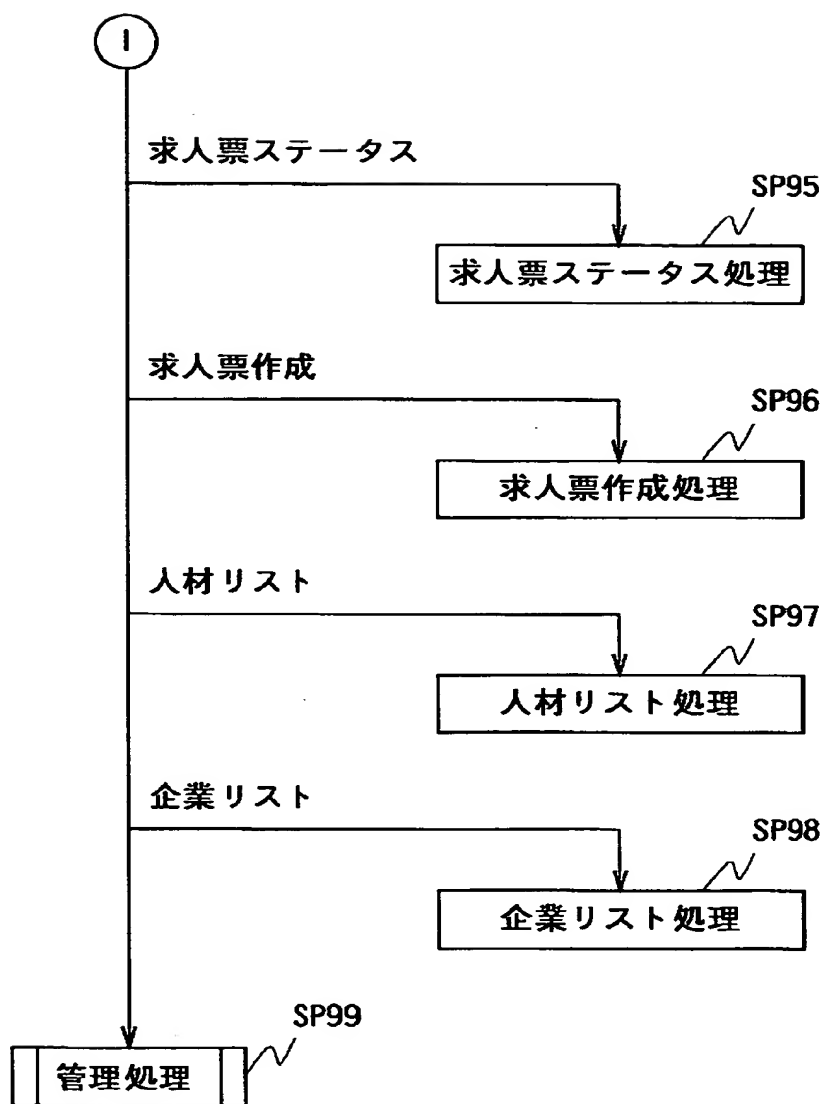 1
求人票ステータス
SP95
求人票ステータス処理
求人票作成
SP96
求人票作成処理
人材リスト
SP97
人材リスト処理
企業リスト
SP98
企業リスト処理
SP99
管理処理